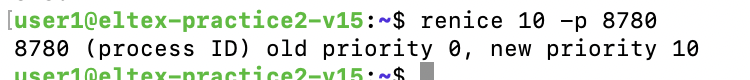 [user1@eltex-practice2-v15:~$ renice 10 -p 8780
8780 (process ID) old priority 0, new priority 10
user1@eltex-practice2-v15:~$